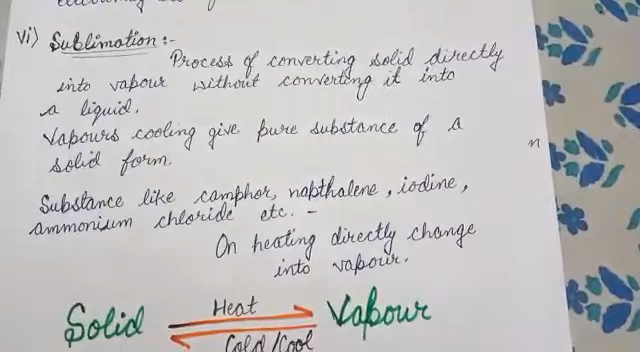 vi) Sublimation :-
Process of converting solid directly
into vapour without converting it into
a liquid.
Vapours cooling give pure substance of a
solid form.
n
Substance like camphor, napthalene, iodine,
ammonium chloride etc. -
On heating directly change
into vapour.
Heat
Solid Vapour
Cold/Cool